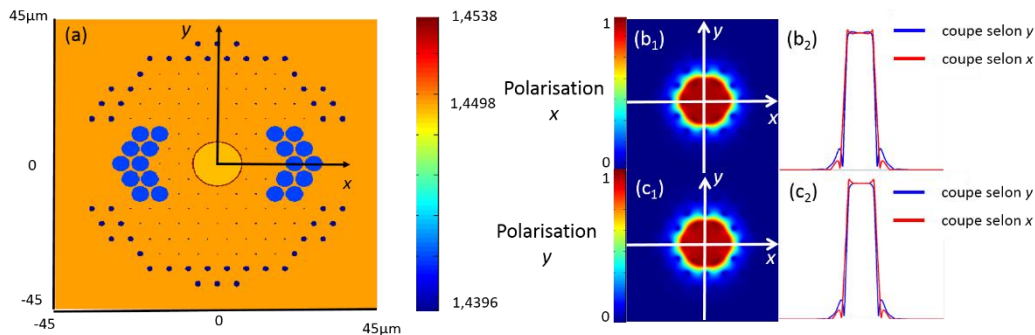 45µm
(a)
y
x
0
-45
-45
0
45µm
1,4538
1,4498
1,4396
Polarisation
x
1
0
(b₁)
y
x
(b₂)
coupe selon y
coupe selon x
Polarisation
y
1
0
(c₁)
y
x
(c₂)
coupe selon y
coupe selon x